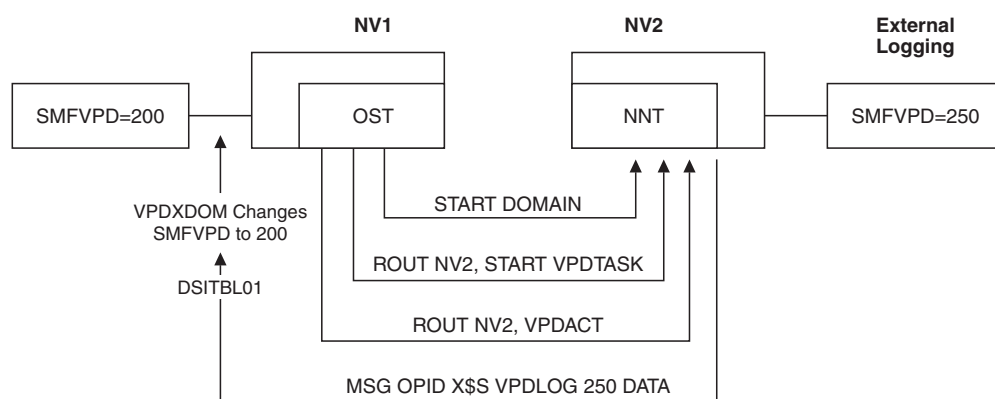 NV1
NV2
External
Logging
SMFVPD=200
OST
NNT
SMFVPD=250
START DOMAIN
VPDXDOM Changes
SMFVPD to 200
ROUT NV2, START VPDTASK
DSITBL01
ROUT NV2, VPDACT
MSG OPID X$S VPDLOG 250 DATA